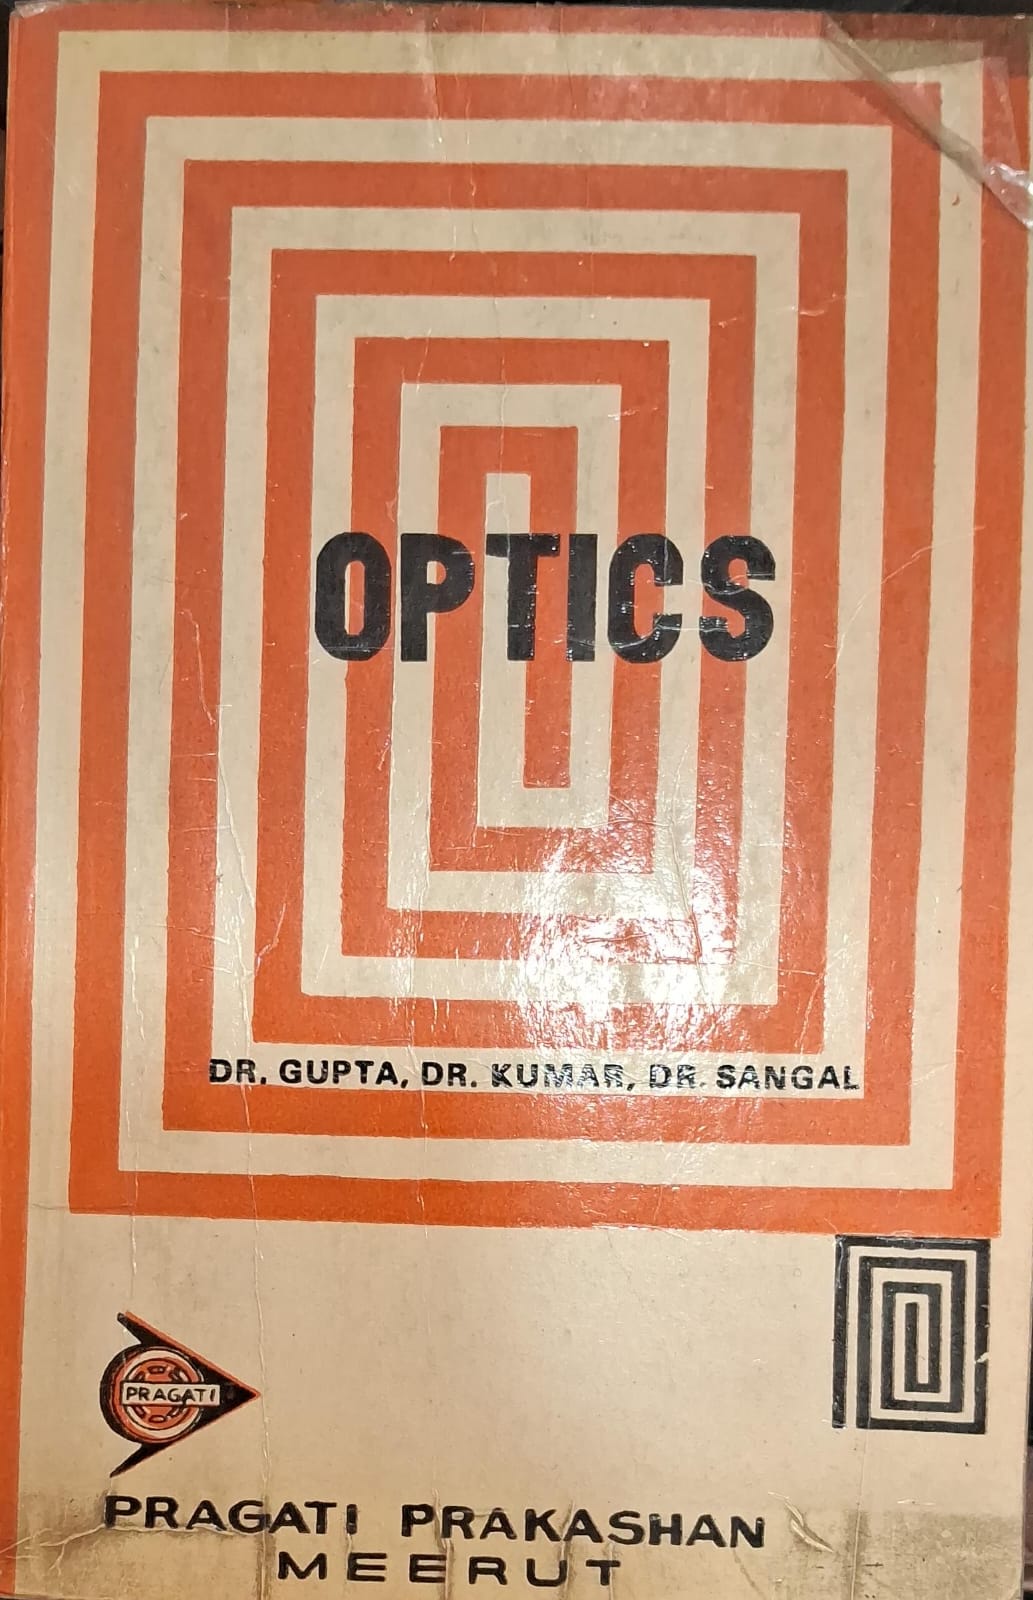 OPTICS
DR. GUPTA, DR. KUMAR, DR. SANGAL
PRAGATI
PRAGATI PRAKASHAN
MEERUT